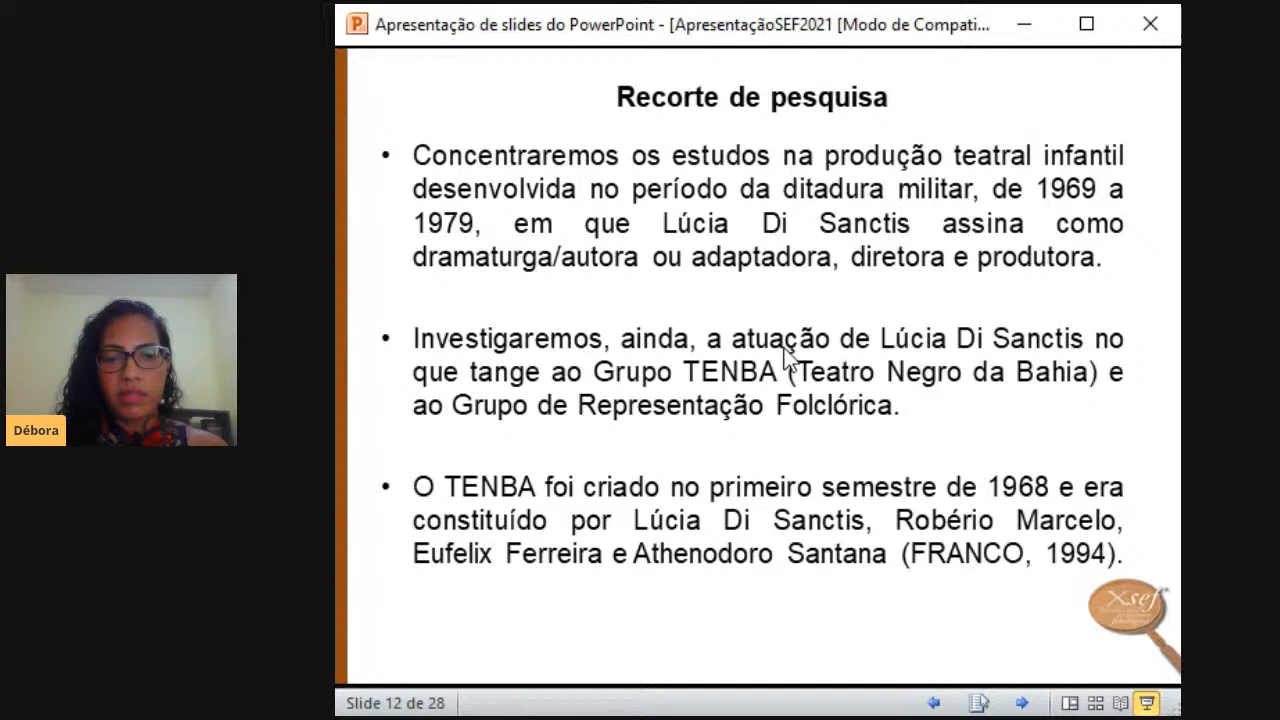 Apresentação de slides do PowerPoint - [ApresentaçãoSEF2021 [Modo de Compati...
Recorte de pesquisa
• Concentraremos os estudos na produção teatral infantil
desenvolvida no período da ditadura militar, de 1969 a
1979, em que Lúcia Di Sanctis assina como
dramaturga/autora ou adaptadora, diretora e produtora.
• Investigaremos, ainda, a atuação de Lúcia Di Sanctis no
que tange ao Grupo TENBA (Teatro Negro da Bahia) e
ao Grupo de Representação Folclórica.
• O TENBA foi criado no primeiro semestre de 1968 e era
constituído por Lúcia Di Sanctis, Robério Marcelo,
Eufelix Ferreira e Athenodoro Santana (FRANCO, 1994).
Xsef
Débora
Slide 12 de 28